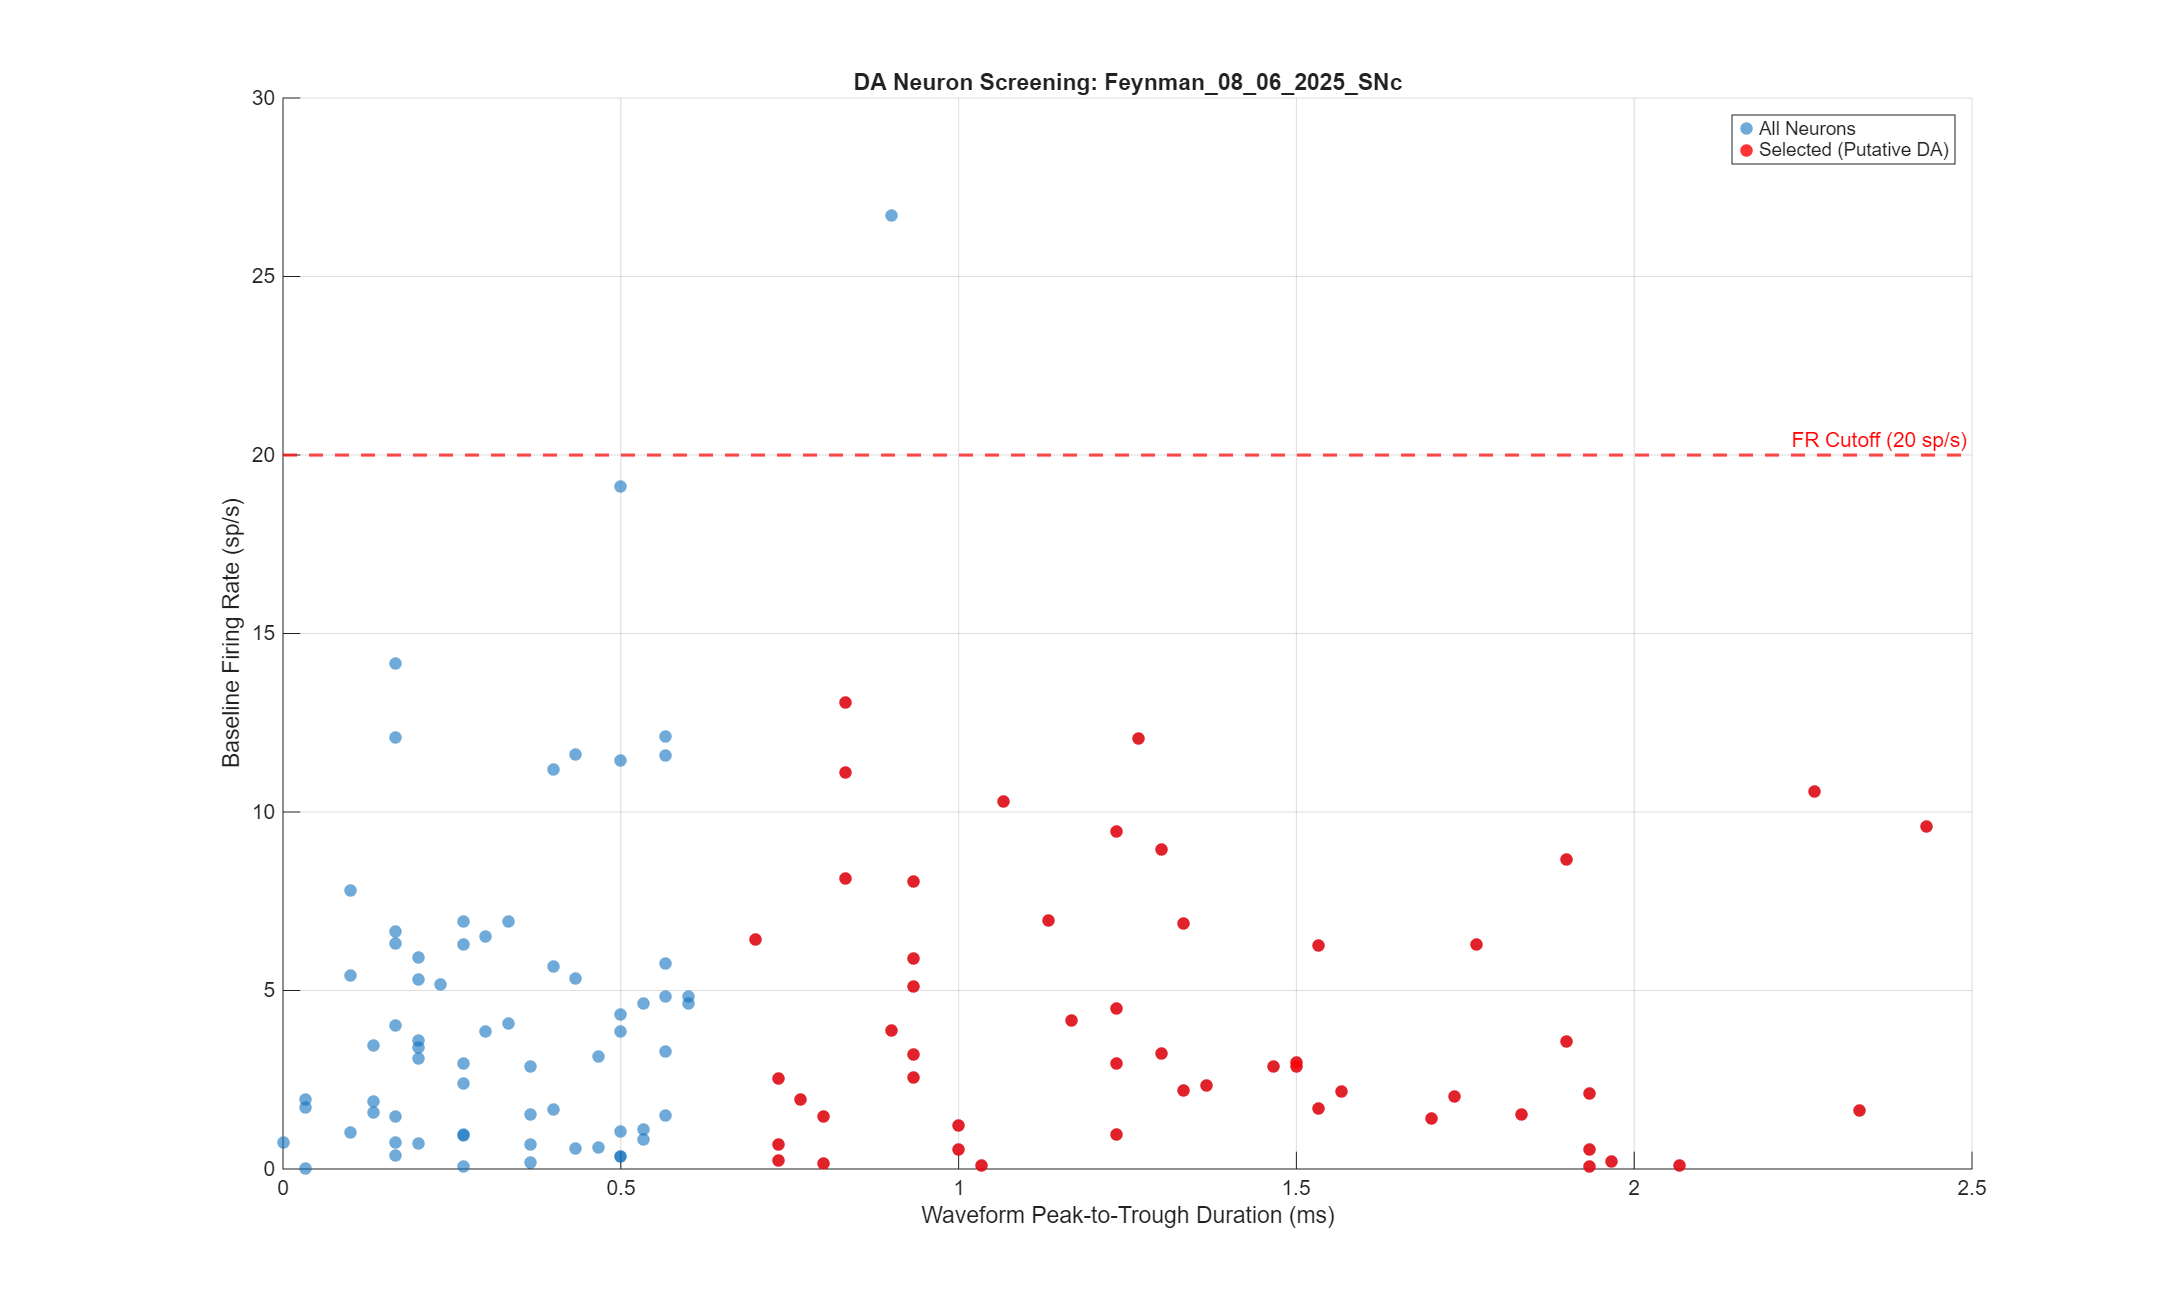 DA Neuron Screening: Feynman_08_06_2025_SNc
All Neurons
Selected (Putative DA)
FR Cutoff (20 sp/s)
Baseline Firing Rate (sp/s)
30
25
20
15
10
5
0
0 0.5 1 1.5 2 2.5
Waveform Peak-to-Trough Duration (ms)